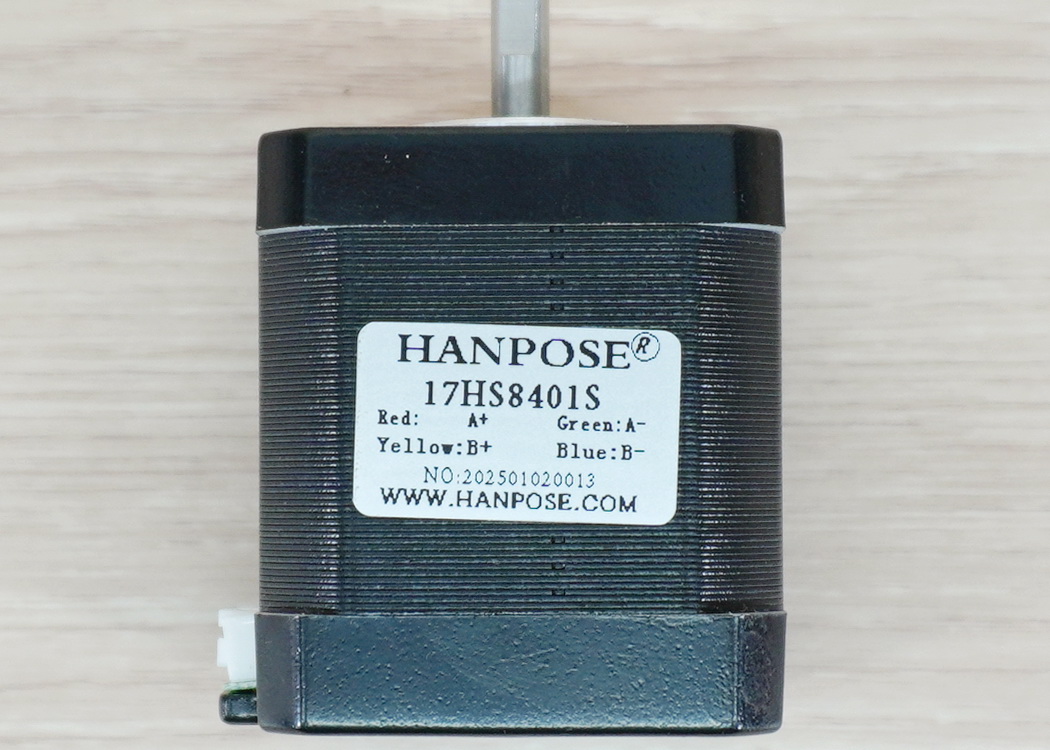 HANPOSE®
17HS8401S
Red: A+ Green:A-
Yellow:B+ Blue:B-
NO:202501020013
WWW.HANPOSE.COM